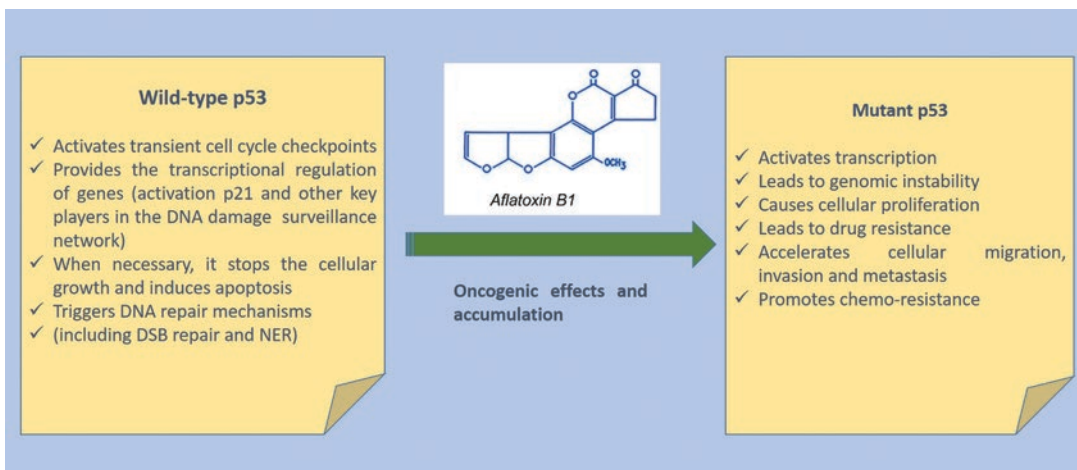 Wild-type p53
✓ Activates transient cell cycle checkpoints
✓ Provides the transcriptional regulation
of genes (activation p21 and other key
players in the DNA damage surveillance
network)
✓ When necessary, it stops the cellular
growth and induces apoptosis
✓ Triggers DNA repair mechanisms
✓ (including DSB repair and NER)
O
O
O
O
O
OCH₃
Aflatoxin B1
Oncogenic effects and
accumulation
Mutant p53
✓ Activates transcription
✓ Leads to genomic instability
✓ Causes cellular proliferation
✓ Leads to drug resistance
✓ Accelerates cellular migration,
invasion and metastasis
✓ Promotes chemo-resistance